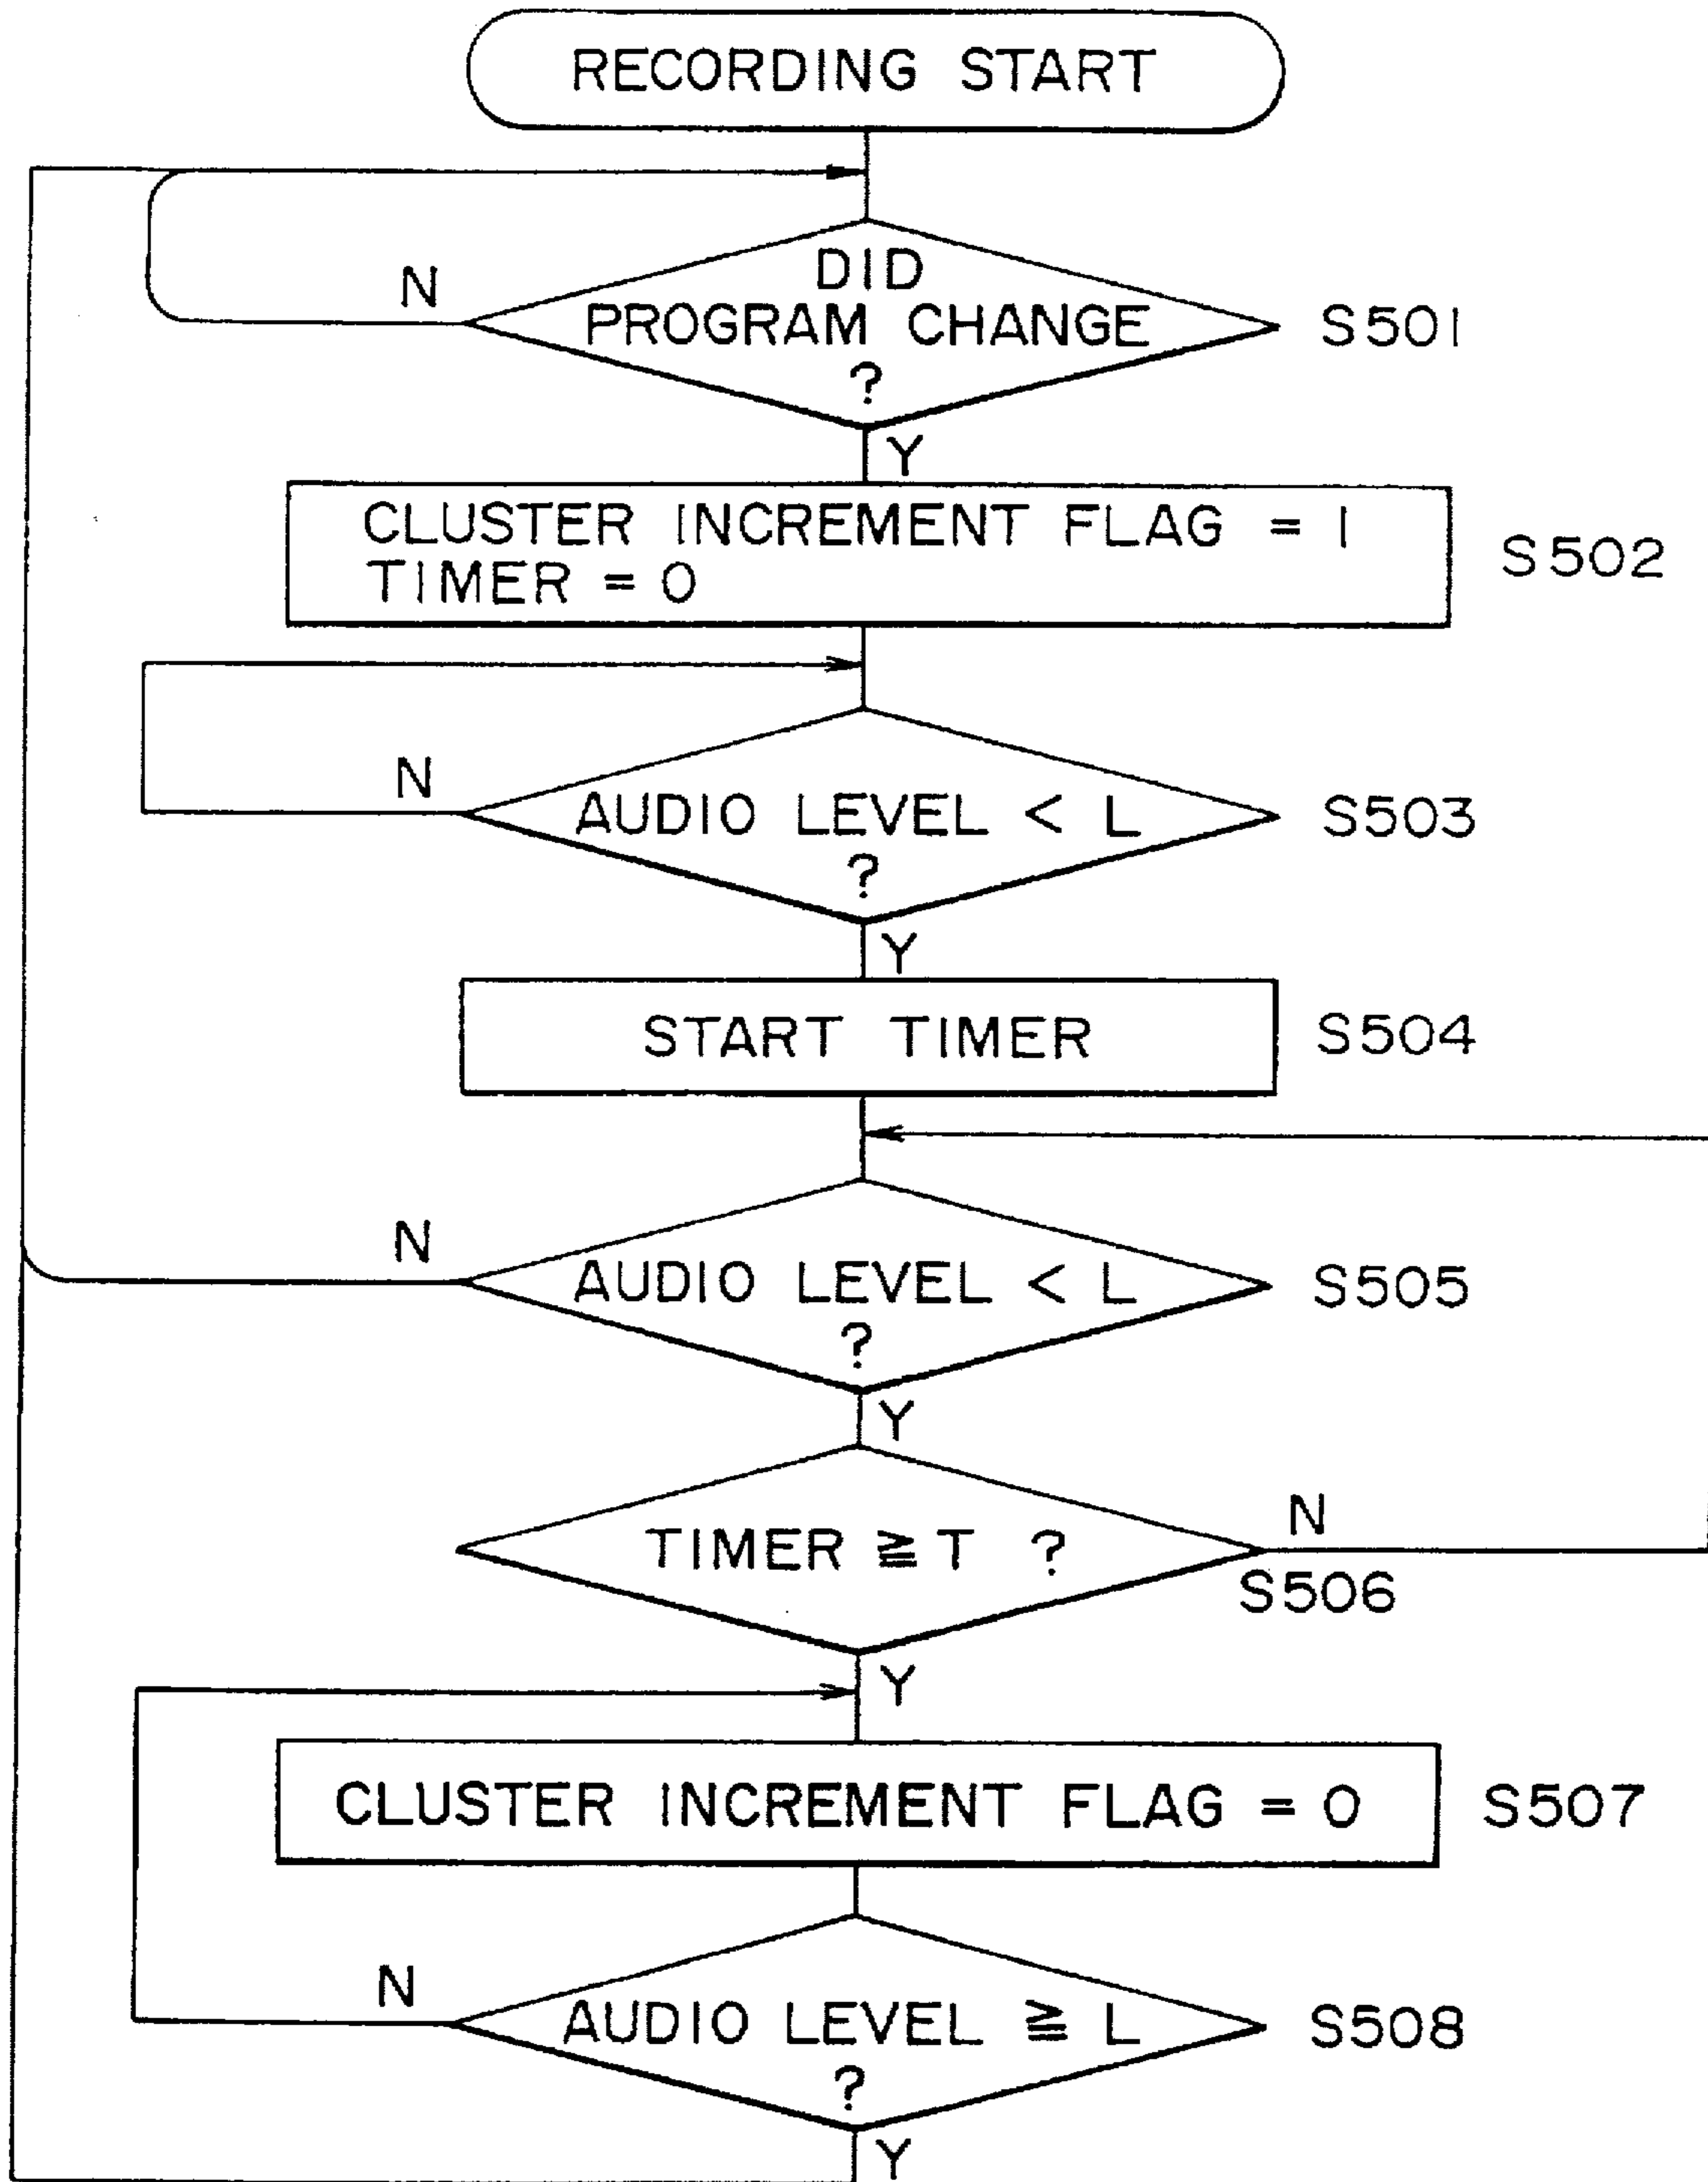 RECORDING START
DID
N
PROGRAM CHANGE
S501
?
Y
CLUSTER INCREMENT FLAG = 1
TIMER = 0
S502
N
AUDIO LEVEL < L
S503
?
Y
START TIMER
S504
N
AUDIO LEVEL < L
S505
?
Y
N
TIMER ≧ T ?
S506
Y
CLUSTER INCREMENT FLAG = 0
S507
N
AUDIO LEVEL ≧ L
S508
?
Y